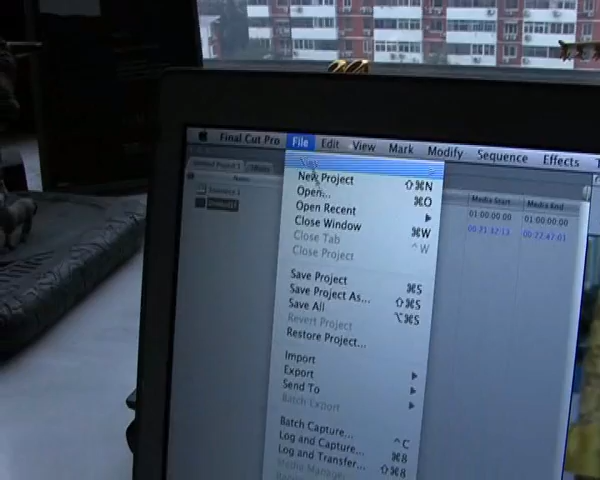 Final Cut Pro File Edit View Mark Modify Sequence Effects
New Project ⇧⌘N
Open... ⌘O
Open Recent
Close Window ⌘W
Close Tab ^W
Close Project
Save Project ⌘S
Save Project As... ⇧⌘S
Save All ⌥⌘S
Revert Project
Restore Project...
Import
Export
Send To
Batch Export
Batch Capture... ^C
Log and Capture... ⌘8
Log and Transfer... ⇧⌘8
Media Manager...
Media Start Media End
01:00:00:00 01:00:00:00
00:21:32:13 00:22:47:01